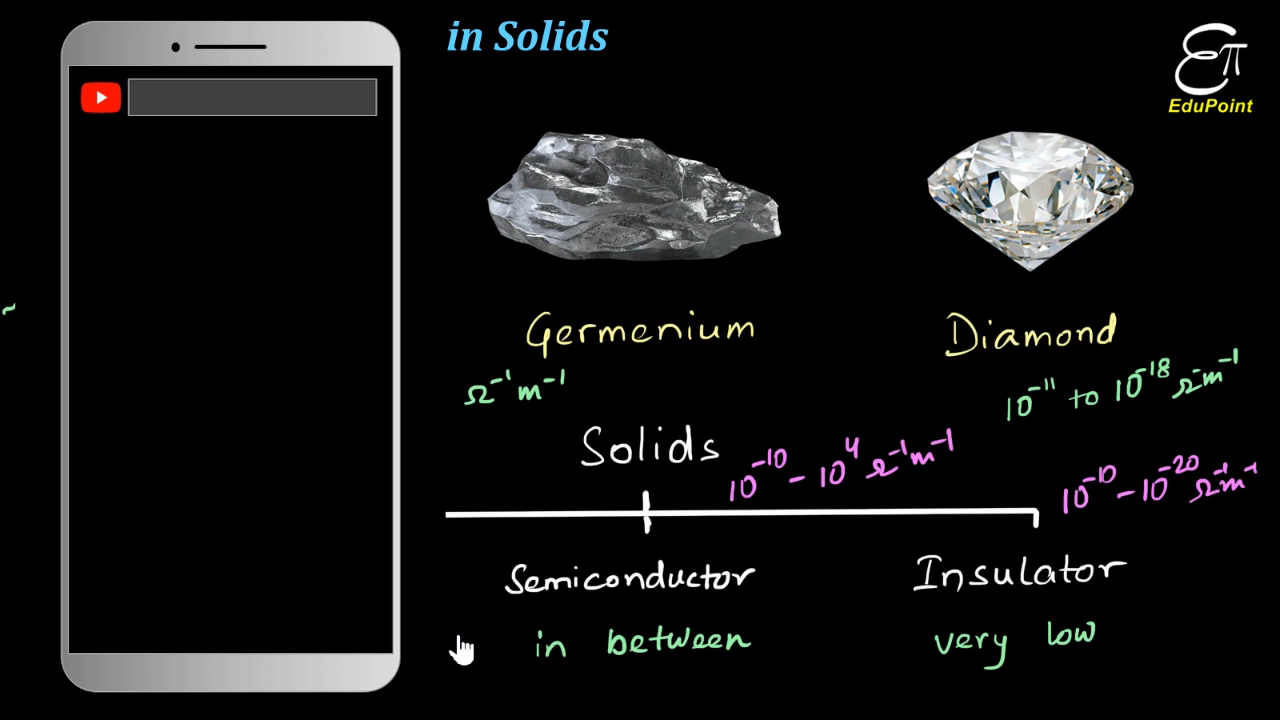 in Solids
Eπ
EduPoint
Germenium
Diamond
Ω⁻¹m⁻¹
10⁻¹¹ to 10⁻¹⁸ Ω⁻m⁻¹
Solids
10⁻¹⁰ - 10⁴ Ω⁻¹m⁻¹
10⁻¹⁰ - 10⁻²⁰ Ω⁻¹m⁻¹
Semiconductor
Insulator
in between
very low